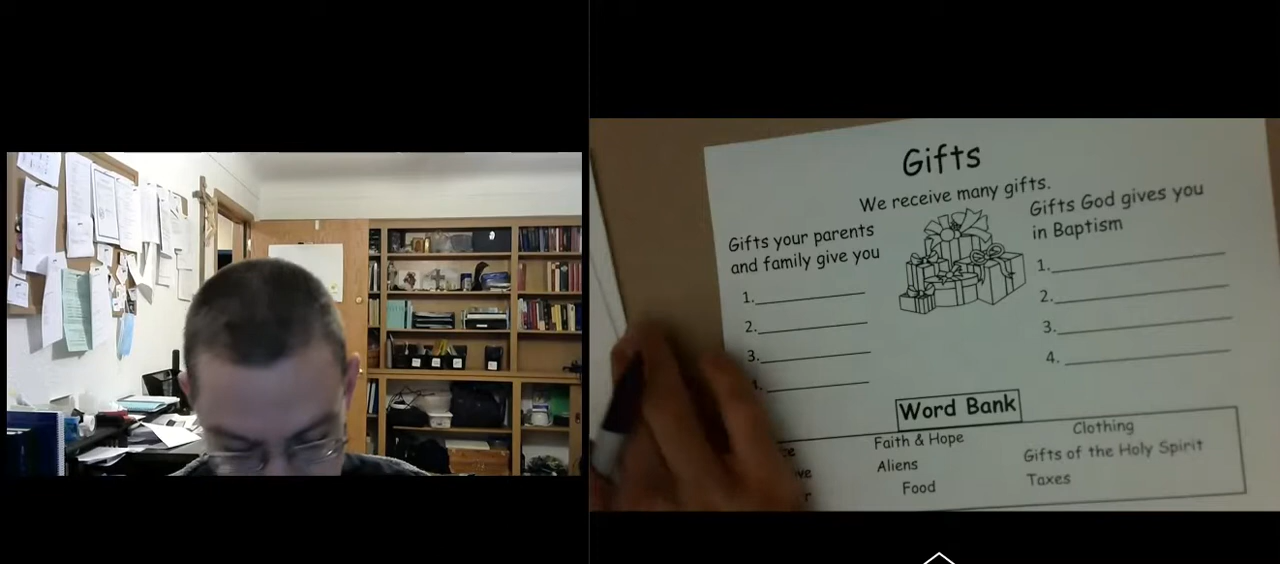 Gifts
We receive many gifts.
Gifts your parents
and family give you
1.
2.
3.
Gifts God gives you
in Baptism
1.
2.
3.
4.
Word Bank
Faith & Hope
Clothing
Aliens
Gifts of the Holy Spirit
Food
Taxes